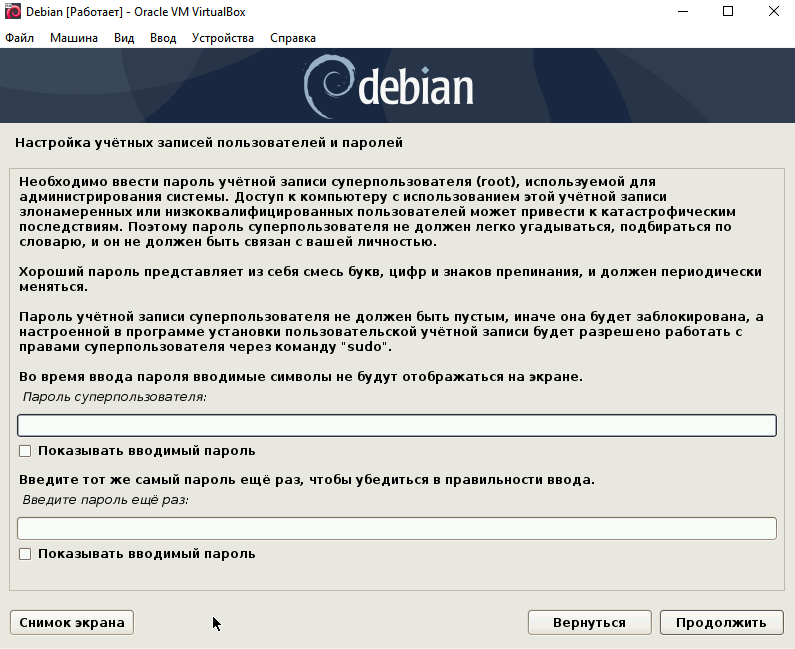 Debian [Работает] - Oracle VM VirtualBox
Файл Машина Вид Ввод Устройства Справка
debian
Настройка учётных записей пользователей и паролей
Необходимо ввести пароль учётной записи суперпользователя (root), используемой для
администрирования системы. Доступ к компьютеру с использованием этой учётной записи
злонамеренных или низкоквалифицированных пользователей может привести к катастрофическим
последствиям. Поэтому пароль суперпользователя не должен легко угадываться, подбираться по
словарю, и он не должен быть связан с вашей личностью.
Хороший пароль представляет из себя смесь букв, цифр и знаков препинания, и должен периодически
меняться.
Пароль учётной записи суперпользователя не должен быть пустым, иначе она будет заблокирована, а
настроенной в программе установки пользовательской учётной записи будет разрешено работать с
правами суперпользователя через команду "sudo".
Во время ввода пароля вводимые символы не будут отображаться на экране.
Пароль суперпользователя:
Показывать вводимый пароль
Введите тот же самый пароль ещё раз, чтобы убедиться в правильности ввода.
Введите пароль ещё раз:
Показывать вводимый пароль
Снимок экрана Вернуться Продолжить